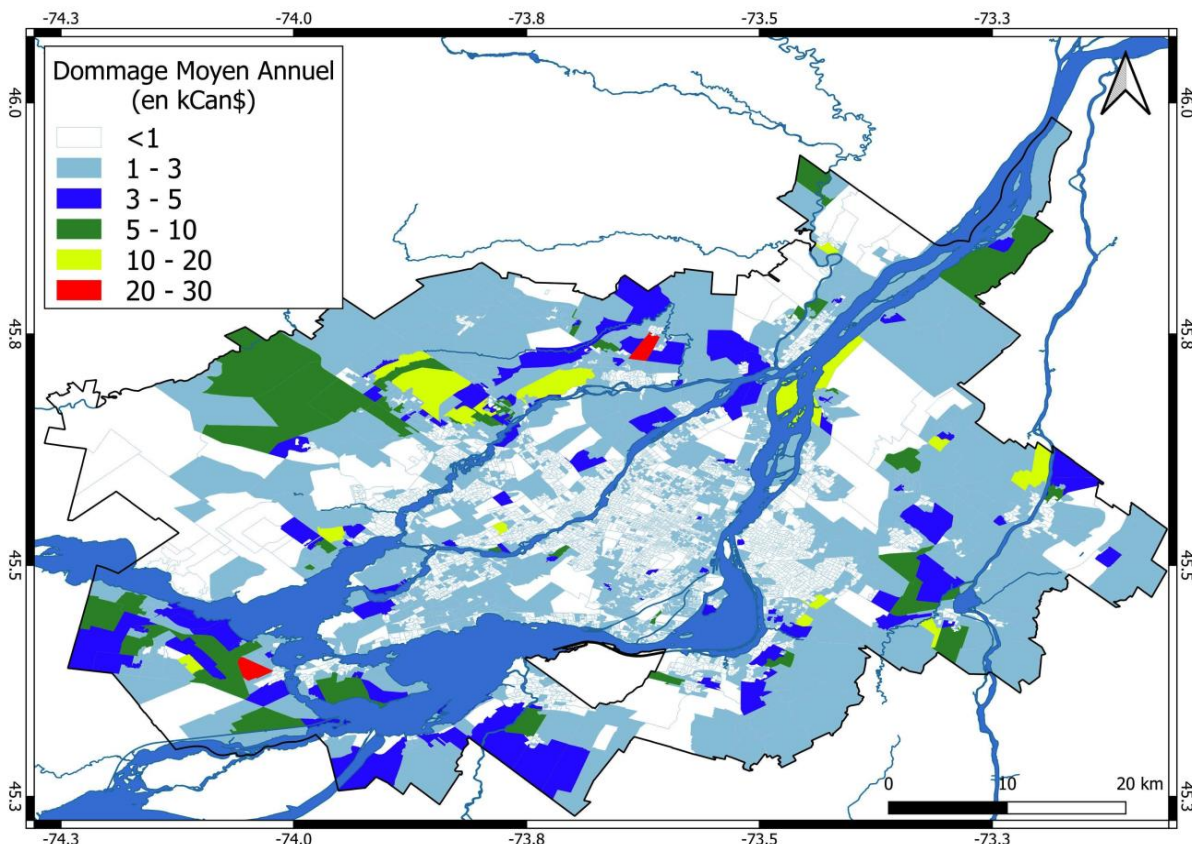 -74.3 -74.0 -73.8 -73.5 -73.3
Dommage Moyen Annuel
(en kCan$)
<1
1 - 3
3 - 5
5 - 10
10 - 20
20 - 30
46.0 46.0
45.8 45.8
45.5 45.5
45.3 45.3
0 10 20 km
-74.3 -74.0 -73.8 -73.5 -73.3